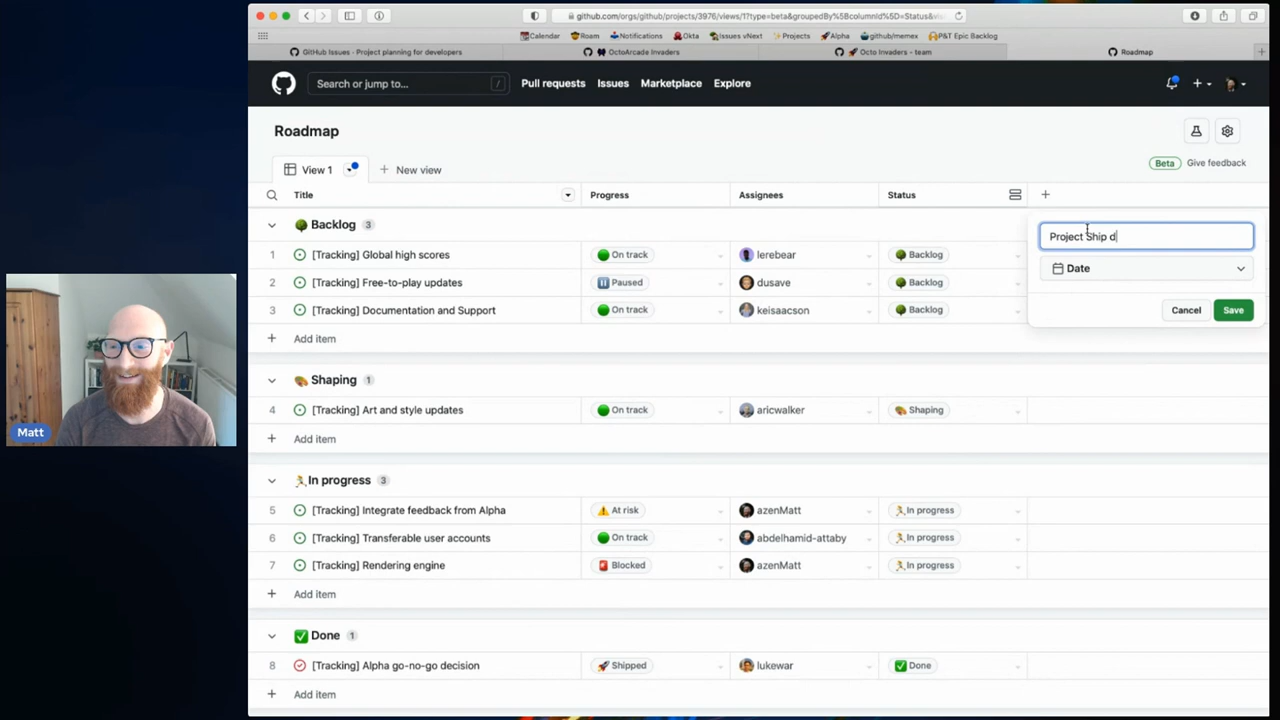 github.com/orgs/github/projects/3976/views/1?type=beta&groupedBy%5BcolumnId%5D=Status&vi
Calendar Roam Notifications Okta Issues vNext Projects Alpha github/memex P&T Epic Backlog
GitHub Issues - Project planning for developers OctoArcade Invaders Octo Invaders - team Roadmap
Search or jump to... / Pull requests Issues Marketplace Explore
Roadmap
View 1 New view Beta Give feedback
Title Progress Assignees Status
Backlog 3
Project Ship d
1 [Tracking] Global high scores On track lerebear Backlog
Date
2 [Tracking] Free-to-play updates Paused dusave Backlog
3 [Tracking] Documentation and Support On track keisaacson Backlog
Cancel Save
Add item
Shaping 1
4 [Tracking] Art and style updates On track aricwalker Shaping
Add item
In progress 3
5 [Tracking] Integrate feedback from Alpha At risk azenMatt In progress
6 [Tracking] Transferable user accounts On track abdelhamid-attaby In progress
7 [Tracking] Rendering engine Blocked azenMatt In progress
Add item
Done 1
8 [Tracking] Alpha go-no-go decision Shipped lukewar Done
Add item
Matt